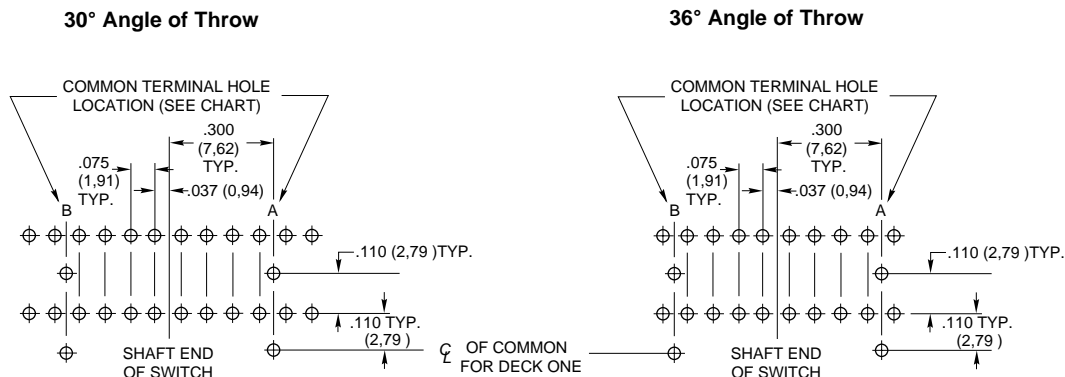 30° Angle of Throw
COMMON TERMINAL HOLE
LOCATION (SEE CHART)
.300
(7,62)
TYP.
.075
(1,91)
TYP.
.037 (0,94)
B
A
.110 (2,79 )TYP.
.110 TYP.
(2,79 )
SHAFT END
OF SWITCH
℄ OF COMMON
FOR DECK ONE
36° Angle of Throw
COMMON TERMINAL HOLE
LOCATION (SEE CHART)
.300
(7,62)
TYP.
.075
(1,91)
TYP.
.037 (0,94)
B
A
.110 (2,79 )TYP.
.110 TYP.
(2,79 )
SHAFT END
OF SWITCH